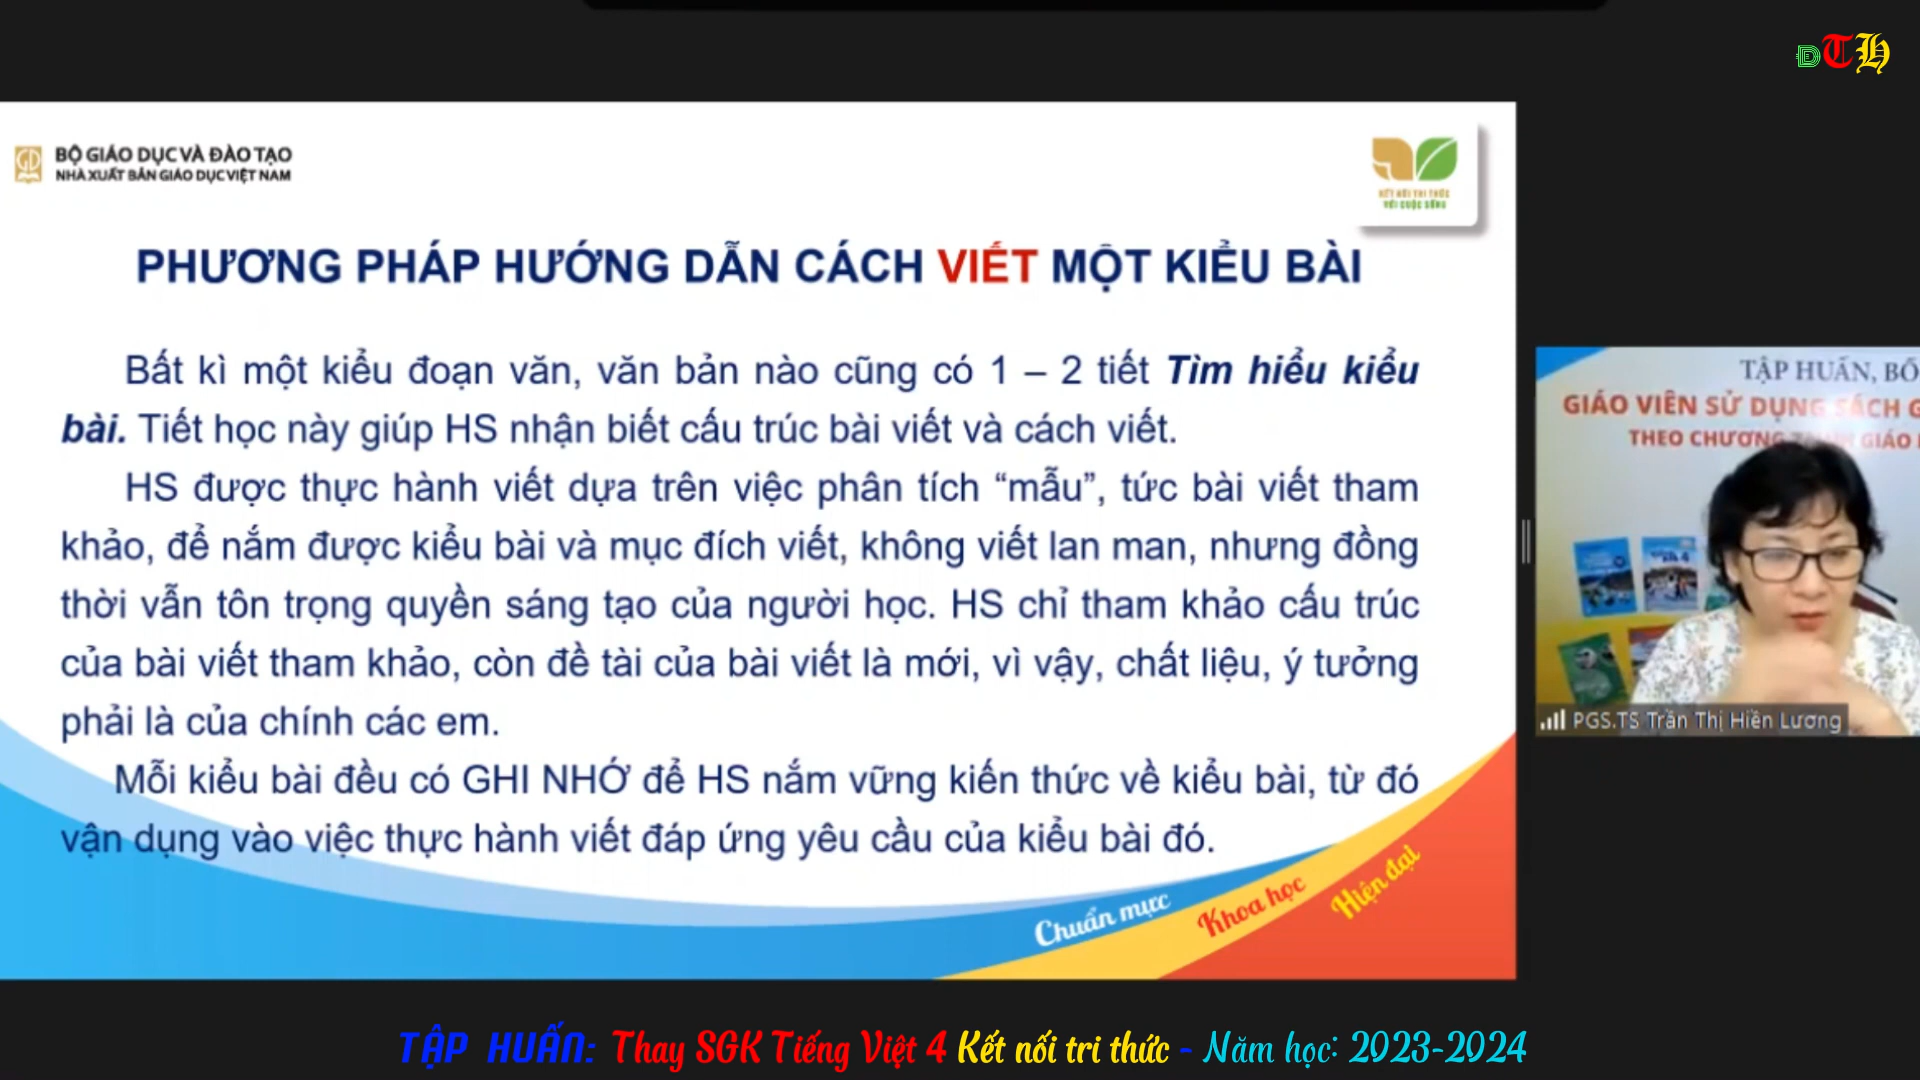 DTH
BỘ GIÁO DỤC VÀ ĐÀO TẠO
NHÀ XUẤT BẢN GIÁO DỤC VIỆT NAM
KẾT NỐI TRI THỨC
VỚI CUỘC SỐNG
PHƯƠNG PHÁP HƯỚNG DẪN CÁCH VIẾT MỘT KIỂU BÀI
Bất kì một kiểu đoạn văn, văn bản nào cũng có 1 – 2 tiết Tìm hiểu kiểu
bài. Tiết học này giúp HS nhận biết cấu trúc bài viết và cách viết.
HS được thực hành viết dựa trên việc phân tích “mẫu”, tức bài viết tham
khảo, để nắm được kiểu bài và mục đích viết, không viết lan man, nhưng đồng
thời vẫn tôn trọng quyền sáng tạo của người học. HS chỉ tham khảo cấu trúc
của bài viết tham khảo, còn đề tài của bài viết là mới, vì vậy, chất liệu, ý tưởng
phải là của chính các em.
Mỗi kiểu bài đều có GHI NHỚ để HS nắm vững kiến thức về kiểu bài, từ đó
vận dụng vào việc thực hành viết đáp ứng yêu cầu của kiểu bài đó.
Chuẩn mực Khoa học Hiện đại
TẬP HUẤN, BỒ
GIÁO VIÊN SỬ DỤNG SÁCH G
THEO CHƯƠNG GIÁO
PGS.TS Trần Thị Hiền Lương
TẬP HUẤN: Thay SGK Tiếng Việt 4 Kết nối tri thức - Năm học: 2023-2024